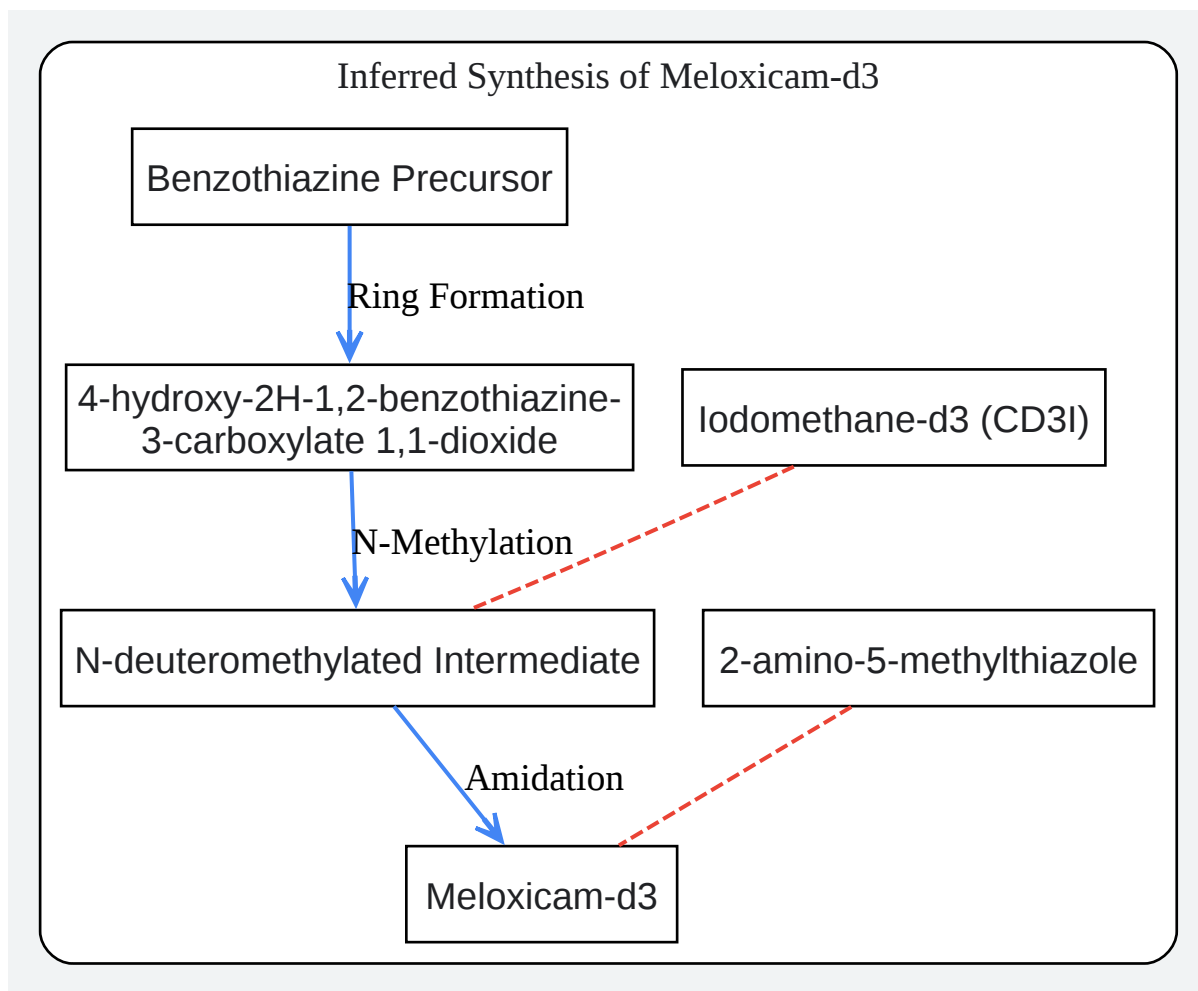 Inferred Synthesis of Meloxicam-d3
Benzothiazine Precursor
Ring Formation
4-hydroxy-2H-1,2-benzothiazine-
3-carboxylate 1,1-dioxide
Iodomethane-d3 (CD3I)
N-Methylation
N-deuteromethylated Intermediate
2-amino-5-methylthiazole
Amidation
Meloxicam-d3